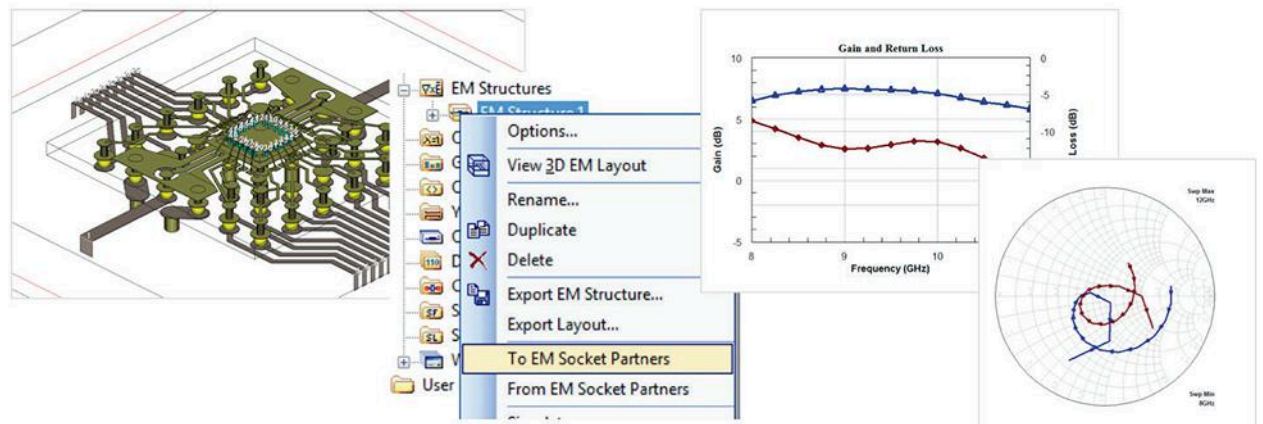 EM Structures
EM Structure 1
Options...
View 3D EM Layout
Rename...
Duplicate
Delete
Export EM Structure...
Export Layout...
To EM Socket Partners
From EM Socket Partners
User
Gain and Return Loss
10
5
0
-5
Gain (dB)
0
-5
-10
Loss (dB)
8
9
10
Frequency (GHz)
Swp Max
12GHz
Swp Min
8GHz